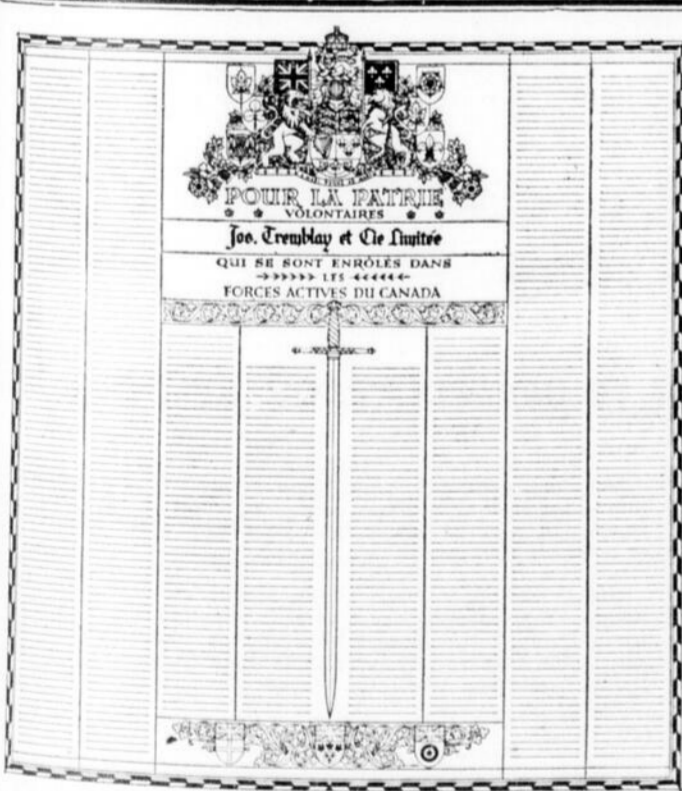 POUR LA PATRIE
VOLONTAIRES
Jos. Tremblay et Cie Limitée
QUI SE SONT ENRÔLÉS DANS
LES
FORCES ACTIVES DU CANADA